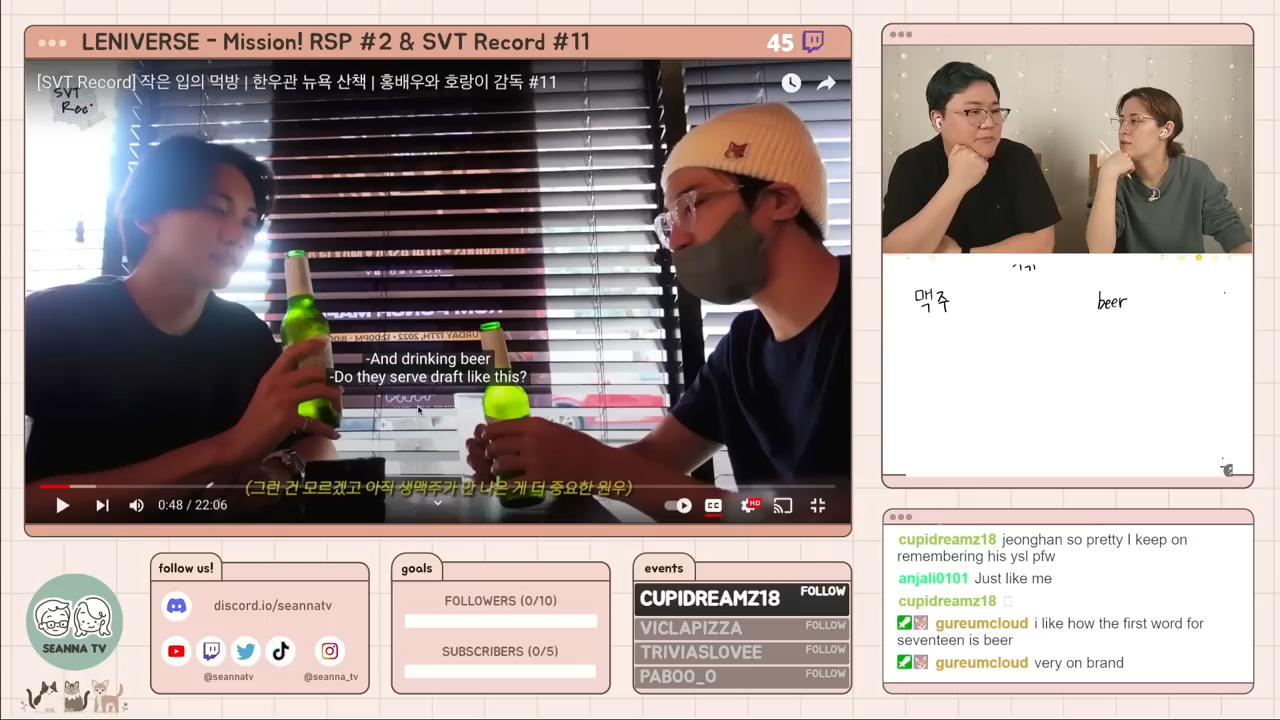 LENIVERSE - Mission! RSP #2 & SVT Record #11
45
[SVT Record] 작은 입의 먹방 | 한우관 뉴욕 산책 | 홍배우와 호랑이 감독 #11
SVT
Rec
HOSTED BY
-And drinking beer
-Do they serve draft like this?
(그런 건 모르겠고 아직 생맥주가 안 나온 게 더 중요한 원우)
0:48 / 22:06
CC
HD
맥주
beer
follow us!
discord.io/seannatv
@seannatv
@seanna_tv
SEANNA TV
goals
FOLLOWERS (0/10)
SUBSCRIBERS (0/5)
events
CUPIDREAMZ18 FOLLOW
VICLAPIZZA FOLLOW
TRIVIASLOVEE FOLLOW
PABOO_O FOLLOW
cupidreamz18 jeonghan so pretty I keep on
remembering his ysl pfw
anjali0101 Just like me
cupidreamz18
gureumcloud i like how the first word for
seventeen is beer
gureumcloud very on brand